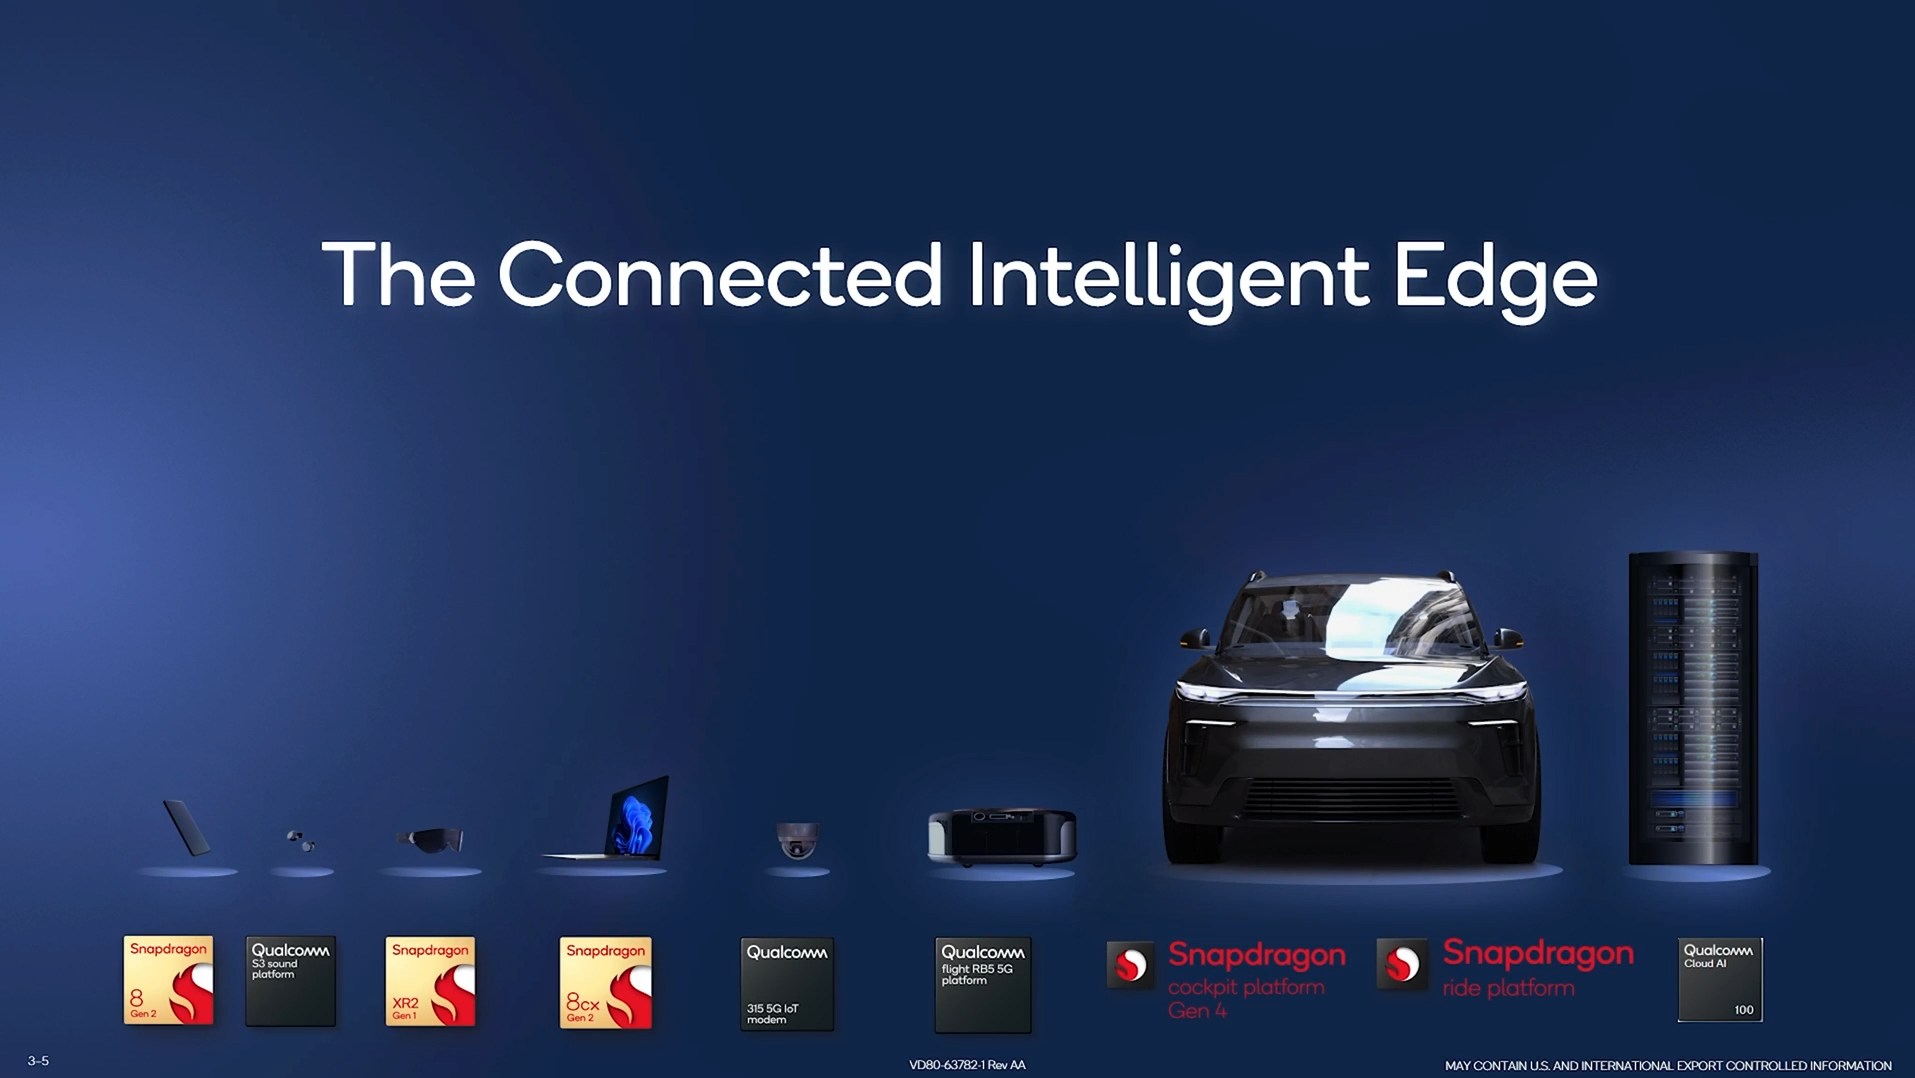 The Connected Intelligent Edge
Snapdragon
8
Gen 2
Qualcomm
S3 sound
platform
Snapdragon
XR2
Gen 1
Snapdragon
8cx
Gen 2
Qualcomm
315 5G IoT
modem
Qualcomm
flight RB5 5G
platform
Snapdragon
cockpit platform
Gen 4
Snapdragon
ride platform
Qualcomm
Cloud AI
100
3-5
VD80-63782-1 Rev AA
MAY CONTAIN U.S. AND INTERNATIONAL EXPORT CONTROLLED INFORMATION